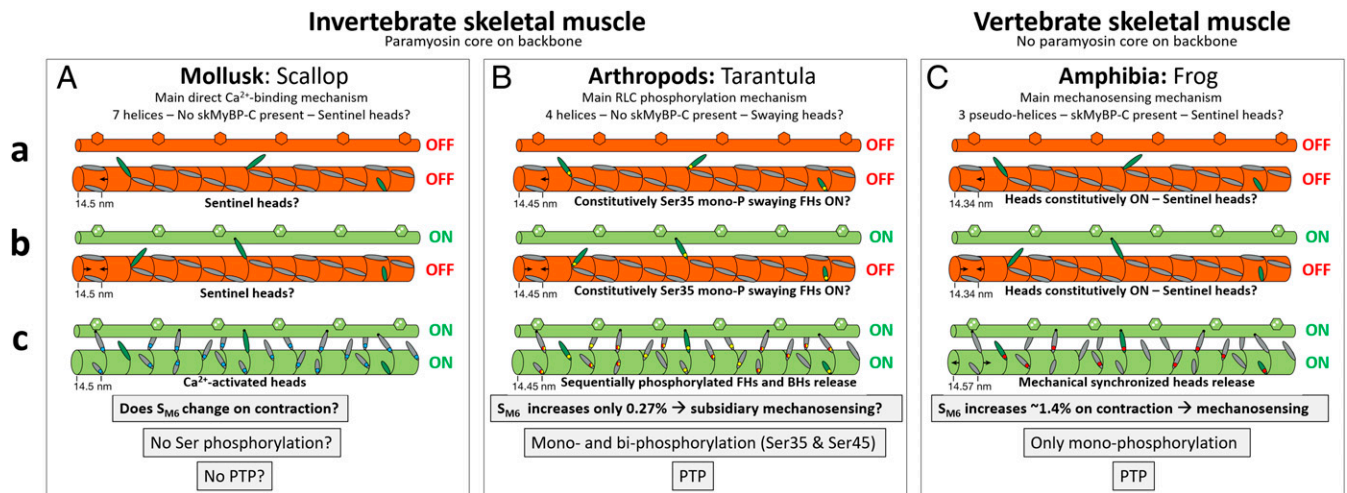 Invertebrate skeletal muscle
Paramyosin core on backbone
Vertebrate skeletal muscle
No paramyosin core on backbone
A
Mollusk: Scallop
Main direct Ca²⁺-binding mechanism
7 helices – No skMyBP-C present – Sentinel heads?
a
OFF
OFF
14.5 nm
Sentinel heads?
b
ON
OFF
14.5 nm
Sentinel heads?
c
ON
ON
14.5 nm
Ca²⁺-activated heads
Does S_M6 change on contraction?
No Ser phosphorylation?
No PTP?
B
Arthropods: Tarantula
Main RLC phosphorylation mechanism
4 helices – No skMyBP-C present – Swaying heads?
OFF
OFF
14.45 nm
Constitutively Ser35 mono-P swaying FHs ON?
ON
OFF
14.45 nm
Constitutively Ser35 mono-P swaying FHs ON?
ON
ON
14.45 nm
Sequentially phosphorylated FHs and BHs release
S_M6 increases only 0.27% → subsidiary mechanosensing?
Mono- and bi-phosphorylation (Ser35 & Ser45)
PTP
C
Amphibia: Frog
Main mechanosensing mechanism
3 pseudo-helices – skMyBP-C present – Sentinel heads?
OFF
OFF
14.34 nm
Heads constitutively ON – Sentinel heads?
ON
OFF
14.34 nm
Heads constitutively ON – Sentinel heads?
ON
ON
14.57 nm
Mechanical synchronized heads release
S_M6 increases ~1.4% on contraction → mechanosensing
Only mono-phosphorylation
PTP